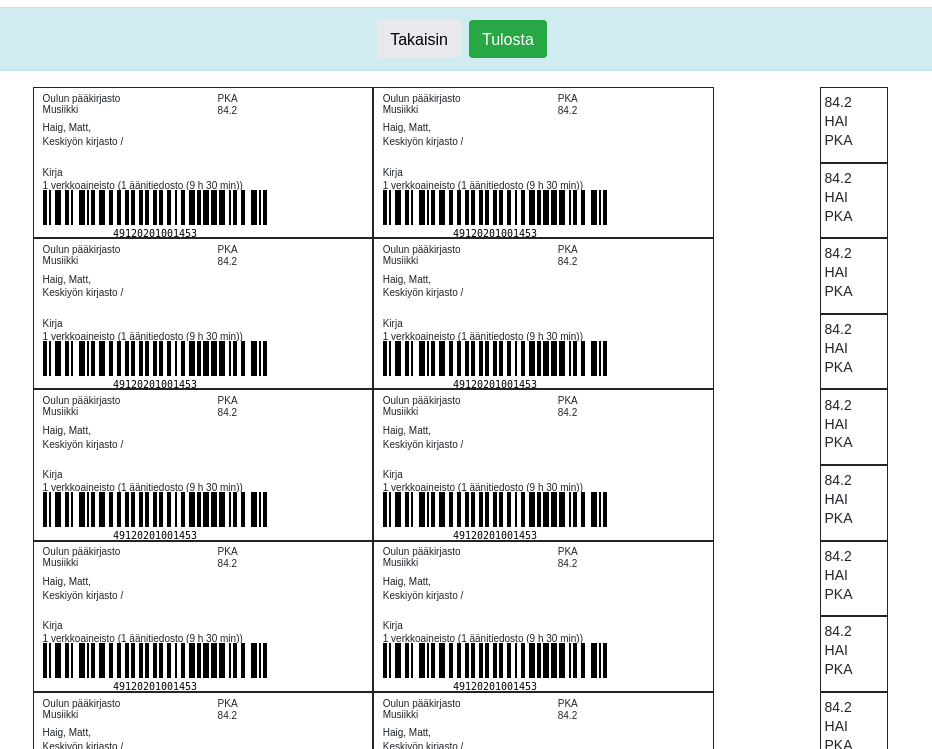 Takaisin Tulosta
Oulun pääkirjasto PKA
Musiikki 84.2
Haig, Matt,
Keskiyön kirjasto /
Kirja
1 verkkoaineisto (1 äänitiedosto (9 h 30 min))
49120201001453
Oulun pääkirjasto PKA
Musiikki 84.2
Haig, Matt,
Keskiyön kirjasto /
Kirja
1 verkkoaineisto (1 äänitiedosto (9 h 30 min))
49120201001453
84.2
HAI
PKA
84.2
HAI
PKA
Oulun pääkirjasto PKA
Musiikki 84.2
Haig, Matt,
Keskiyön kirjasto /
Kirja
1 verkkoaineisto (1 äänitiedosto (9 h 30 min))
49120201001453
Oulun pääkirjasto PKA
Musiikki 84.2
Haig, Matt,
Keskiyön kirjasto /
Kirja
1 verkkoaineisto (1 äänitiedosto (9 h 30 min))
49120201001453
84.2
HAI
PKA
84.2
HAI
PKA
Oulun pääkirjasto PKA
Musiikki 84.2
Haig, Matt,
Keskiyön kirjasto /
Kirja
1 verkkoaineisto (1 äänitiedosto (9 h 30 min))
49120201001453
Oulun pääkirjasto PKA
Musiikki 84.2
Haig, Matt,
Keskiyön kirjasto /
Kirja
1 verkkoaineisto (1 äänitiedosto (9 h 30 min))
49120201001453
84.2
HAI
PKA
84.2
HAI
PKA
Oulun pääkirjasto PKA
Musiikki 84.2
Haig, Matt,
Keskiyön kirjasto /
Kirja
1 verkkoaineisto (1 äänitiedosto (9 h 30 min))
49120201001453
Oulun pääkirjasto PKA
Musiikki 84.2
Haig, Matt,
Keskiyön kirjasto /
Kirja
1 verkkoaineisto (1 äänitiedosto (9 h 30 min))
49120201001453
84.2
HAI
PKA
84.2
HAI
PKA
Oulun pääkirjasto PKA
Musiikki 84.2
Haig, Matt,
Keskiyön kirjasto /
Oulun pääkirjasto PKA
Musiikki 84.2
Haig, Matt,
Keskiyön kirjasto /
84.2
HAI
PKA